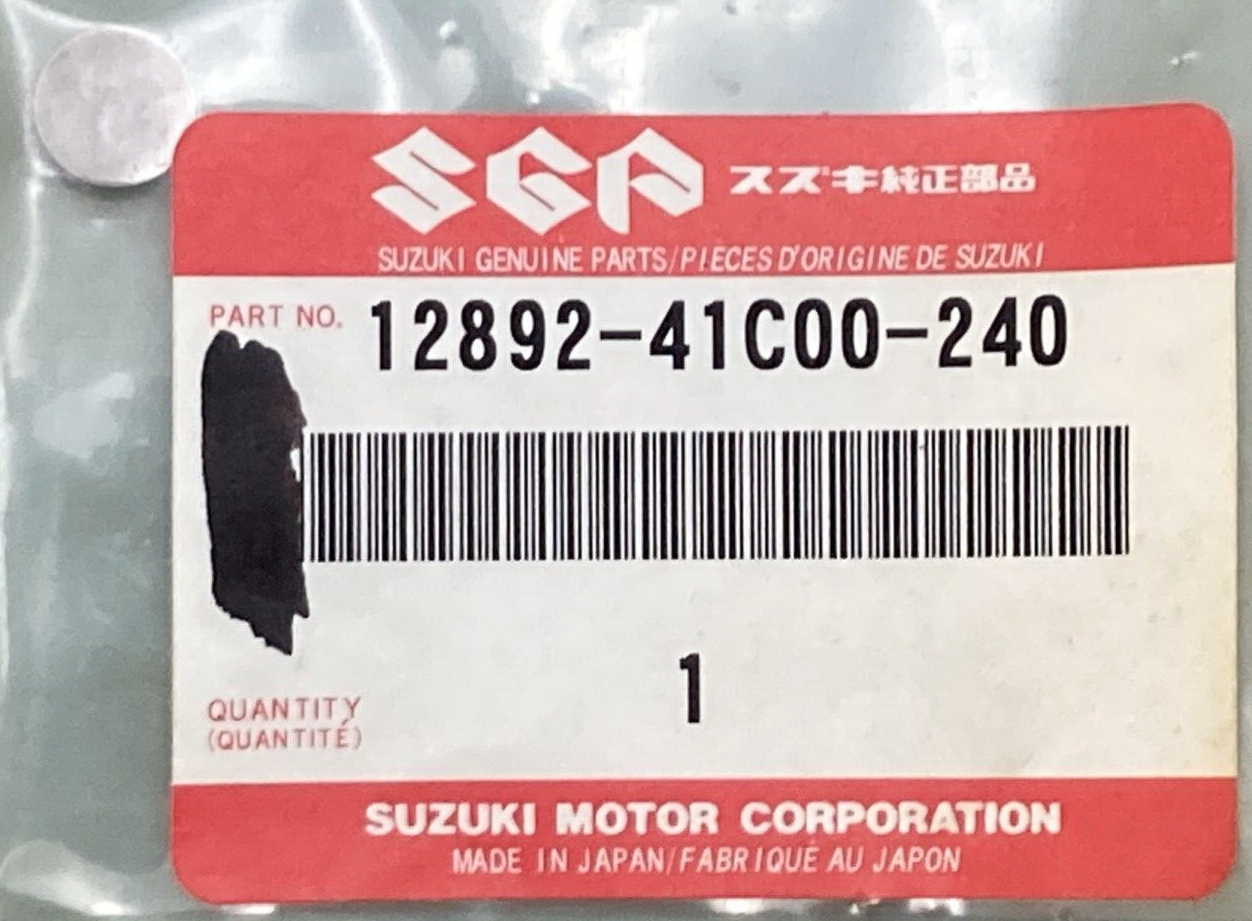 SGP スズキ純正部品
SUZUKI GENUINE PARTS/PIECES D'ORIGINE DE SUZUKI
PART NO. 12892-41C00-240
1
QUANTITY
(QUANTITÉ)
SUZUKI MOTOR CORPORATION
MADE IN JAPAN/FABRIQUÉ AU JAPON